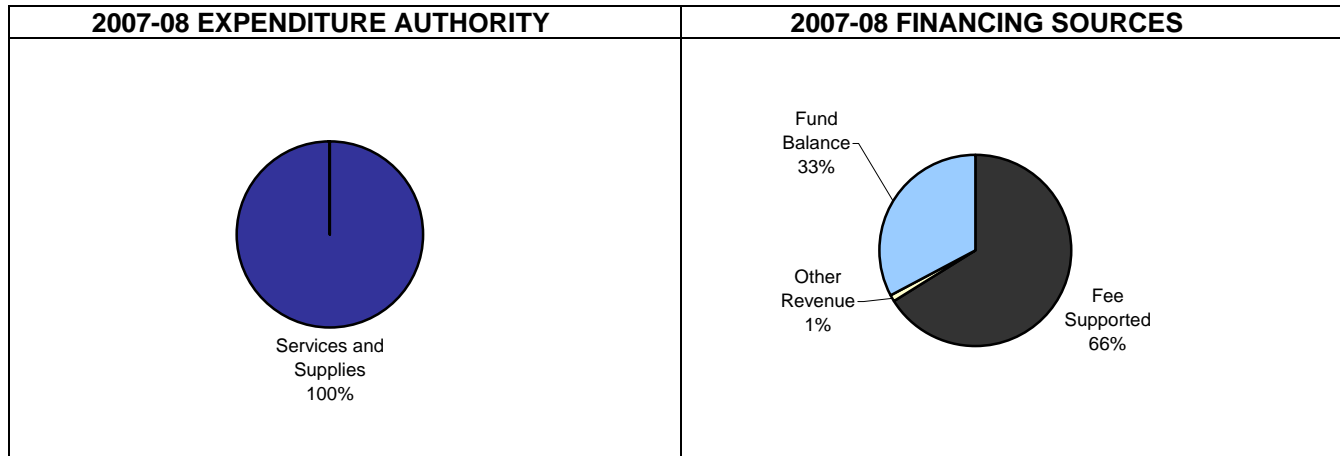 2007-08 EXPENDITURE AUTHORITY
Services and
Supplies
100%
2007-08 FINANCING SOURCES
Fund
Balance
33%
Other
Revenue
1%
Fee
Supported
66%